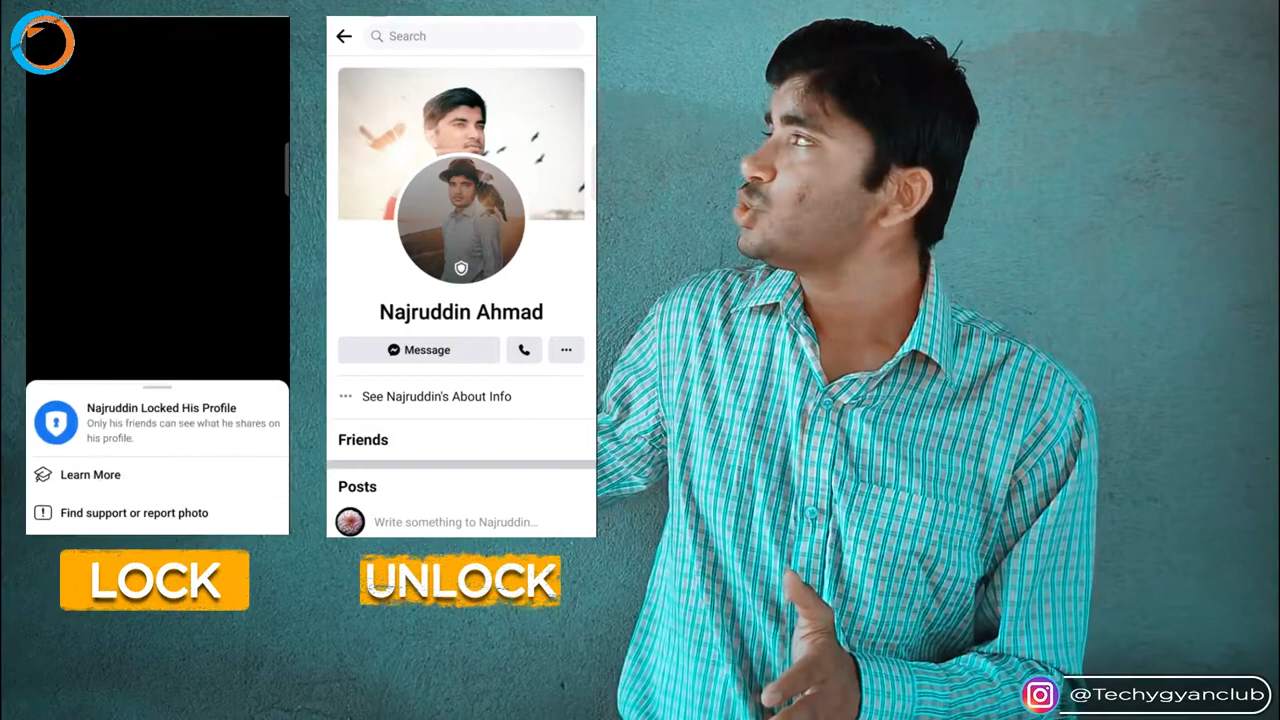 Najruddin Locked His Profile
Only his friends can see what he shares on
his profile.
Learn More
Find support or report photo
LOCK
Search
Najruddin Ahmad
Message
See Najruddin's About Info
Friends
Posts
Write something to Najruddin...
UNLOCK
@Techygyanclub